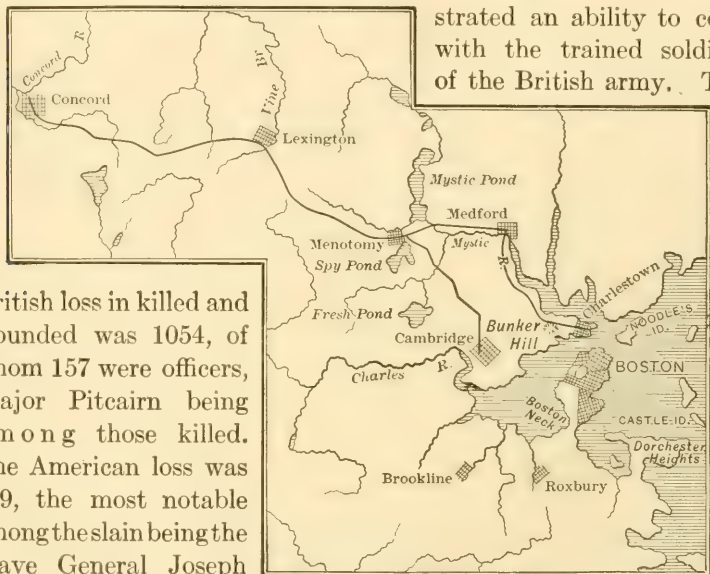 strated an ability to
with the trained
of the British army. T
Concord R
Concord
Vine Br.
Lexington
Mystic Pond
Medford
Menotomy
Mystic R.
Spy Pond
Fresh Pond
Cambridge
Bunker
Hill
Charlestown
NOODLE'S
ID.
BOSTON
Charles R.
Boston
Neck
CASTLE ID.
Dorchester
Heights
Brookline
Roxbury
ritish loss in killed and
ounded was 1054, of
hom 157 were officers,
ajor Pitcairn being
mong those killed.
he American loss was
9, the most notable
mong the slain being the
ave General Joseph